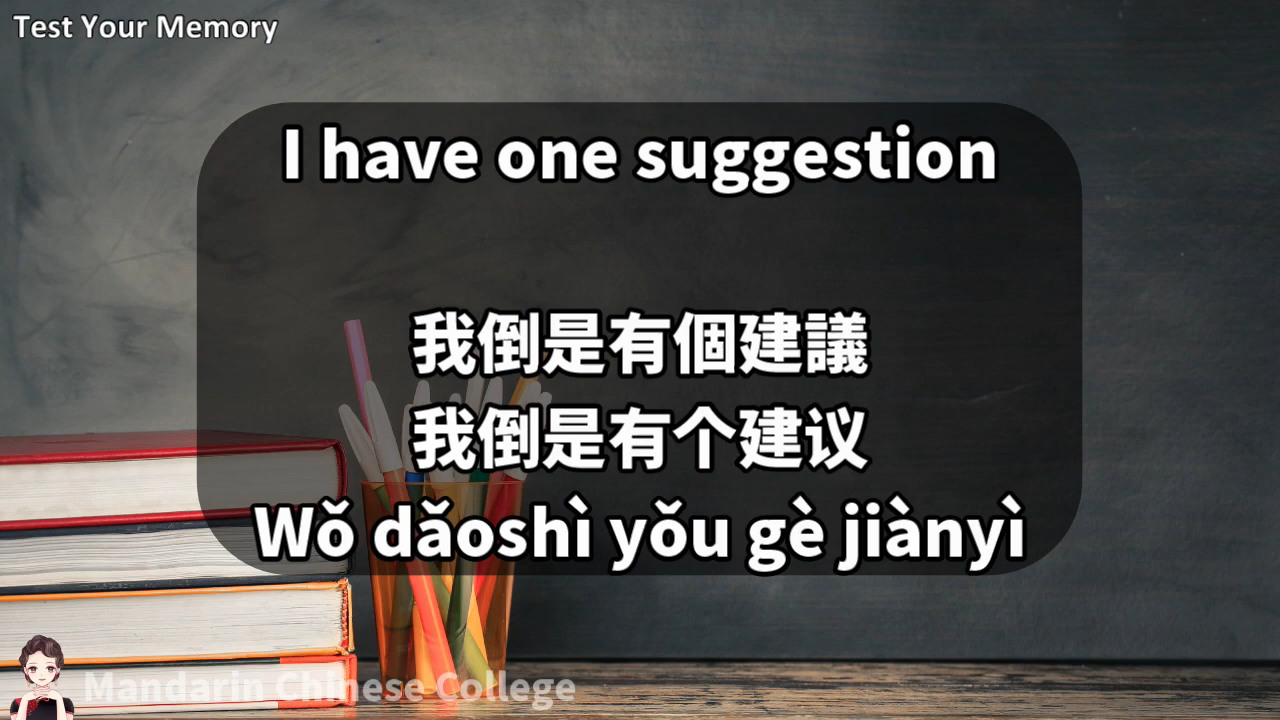 Test Your Memory
I have one suggestion
我倒是有個建議
我倒是有个建议
Wǒ dǎoshì yǒu gè jiànyì
Mandarin Chinese College